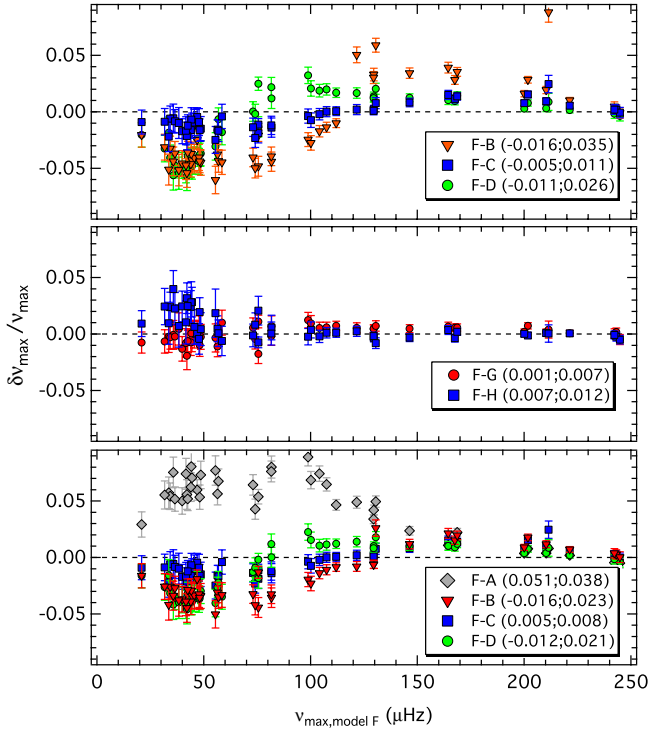 0.05
0.00
-0.05
F-B (-0.016;0.035)
F-C (-0.005;0.011)
F-D (-0.011;0.026)
0.05
0.00
-0.05
F-G (0.001;0.007)
F-H (0.007;0.012)
δνmax/νmax
0.05
0.00
-0.05
F-A (0.051;0.038)
F-B (-0.016;0.023)
F-C (0.005;0.008)
F-D (-0.012;0.021)
0 50 100 150 200 250
νmax,model F (μHz)